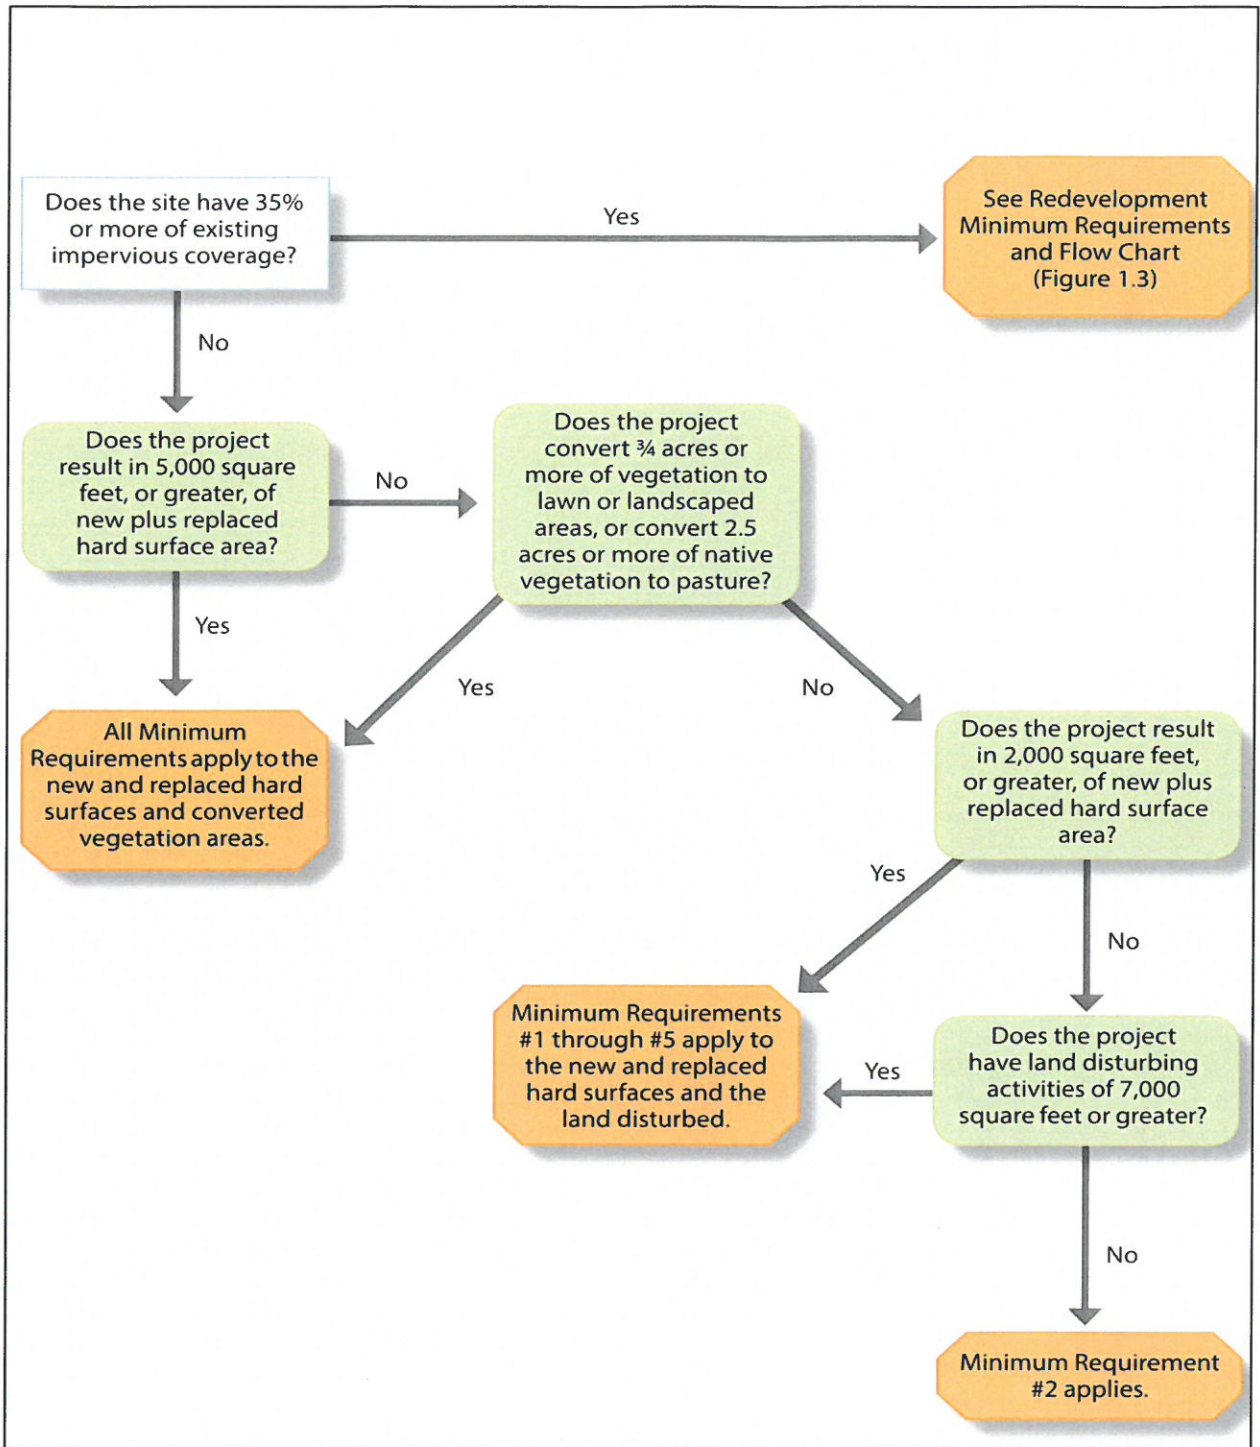 Does the site have 35%
or more of existing
impervious coverage?
Yes
See Redevelopment
Minimum Requirements
and Flow Chart
(Figure 1.3)
No
Does the project
result in 5,000 square
feet, or greater, of
new plus replaced
hard surface area?
No
Does the project
convert ¾ acres or
more of vegetation to
lawn or landscaped
areas, or convert 2.5
acres or more of native
vegetation to pasture?
Yes
Yes
No
All Minimum
Requirements apply to the
new and replaced hard
surfaces and converted
vegetation areas.
Does the project result
in 2,000 square feet,
or greater, of new plus
replaced hard surface
area?
Yes
No
Minimum Requirements
#1 through #5 apply to
the new and replaced
hard surfaces and the
land disturbed.
Yes
Does the project
have land disturbing
activities of 7,000
square feet or greater?
No
Minimum Requirement
#2 applies.